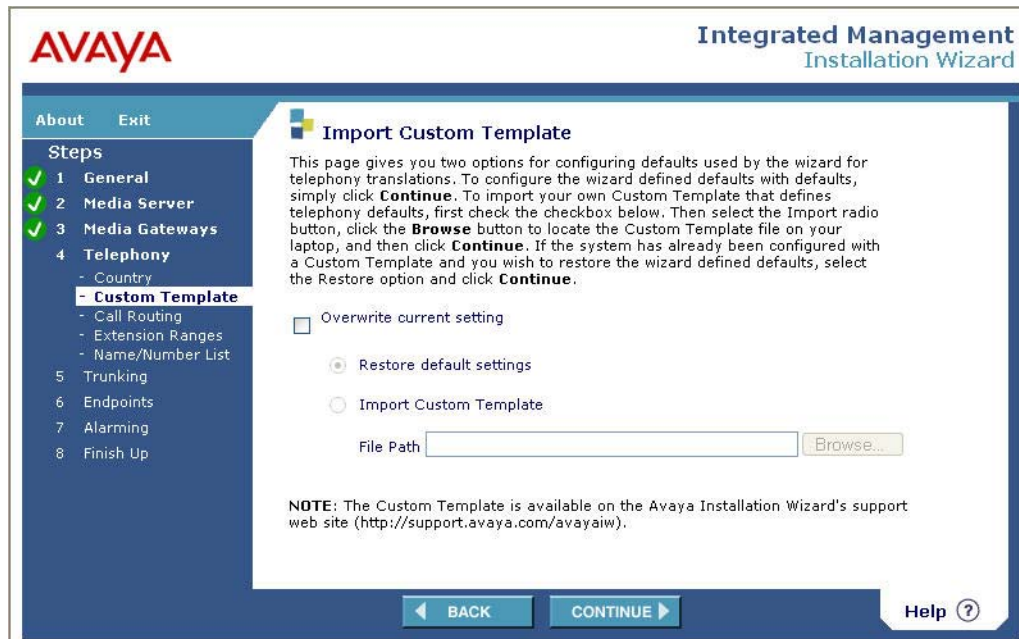 AVAYA
Integrated Management
Installation Wizard
About Exit
Steps
1 General
2 Media Server
3 Media Gateways
4 Telephony
- Country
- Custom Template
- Call Routing
- Extension Ranges
- Name/Number List
5 Trunking
6 Endpoints
7 Alarming
8 Finish Up
Import Custom Template
This page gives you two options for configuring defaults used by the wizard for
telephony translations. To configure the wizard defined defaults with defaults,
simply click Continue. To import your own Custom Template that defines
telephony defaults, first check the checkbox below. Then select the Import radio
button, click the Browse button to locate the Custom Template file on your
laptop, and then click Continue. If the system has already been configured with
a Custom Template and you wish to restore the wizard defined defaults, select
the Restore option and click Continue.
Overwrite current setting
Restore default settings
Import Custom Template
File Path Browse...
NOTE: The Custom Template is available on the Avaya Installation Wizard's support
web site (http://support.avaya.com/avayaiw).
BACK CONTINUE
Help ?